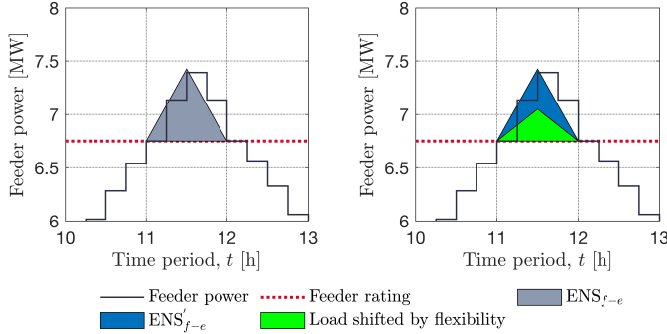 8
7.5
7
6.5
6
Feeder power [MW]
10
11
12
13
Time period, t [h]
8
7.5
7
6.5
6
Feeder power [MW]
10
11
12
13
Time period, t [h]
Feeder power
Feeder rating
ENS_{f−e}
ENS'_{f−e}
Load shifted by flexibility